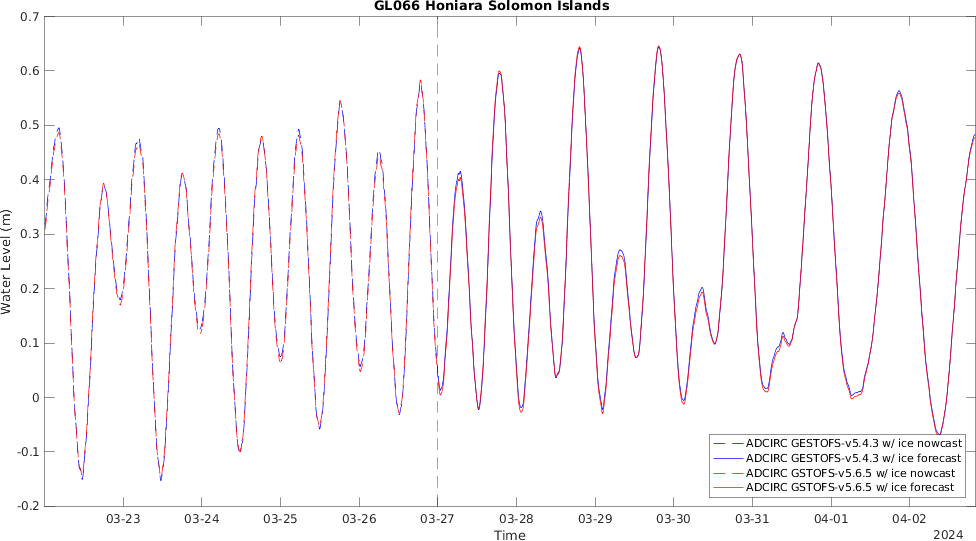 GL066 Honiara Solomon Islands
0.7
0.6
0.5
0.4
0.3
0.2
0.1
0
-0.1
-0.2
Water Level (m)
03-23 03-24 03-25 03-26 03-27 03-28 03-29 03-30 03-31 04-01 04-02
Time
2024
ADCIRC GESTOFS-v5.4.3 w/ ice nowcast
ADCIRC GESTOFS-v5.4.3 w/ ice forecast
ADCIRC GSTOFS-v5.6.5 w/ ice nowcast
ADCIRC GSTOFS-v5.6.5 w/ ice forecast